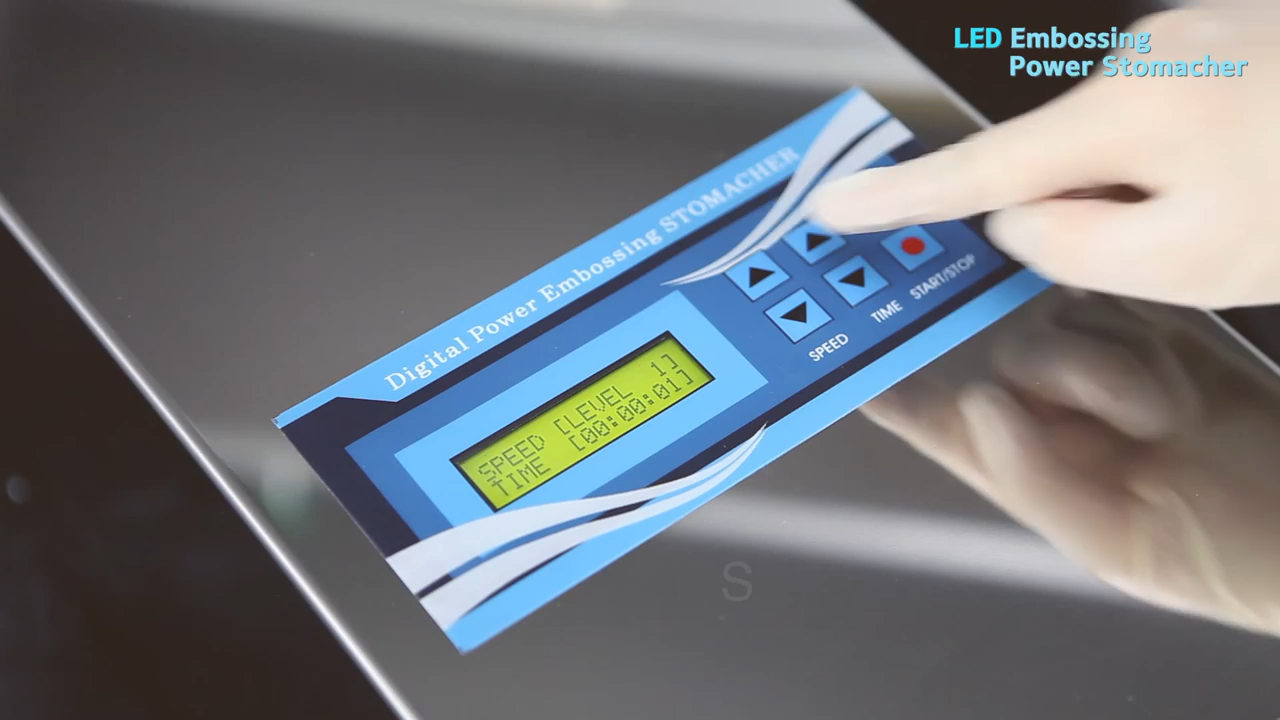 LED Embossing
Power Stomacher
Digital Power Embossing STOMACHER
SPEED [LEVEL 1]
TIME [00:00:01]
SPEED
TIME
START/STOP
S